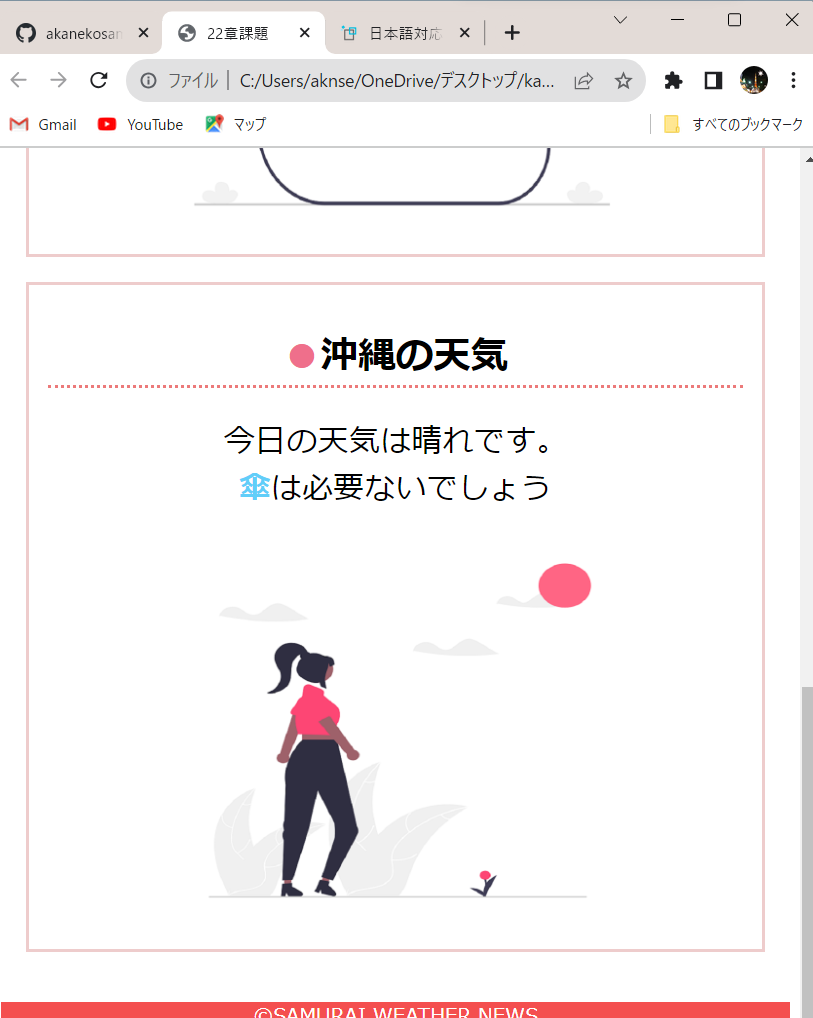 akanekosan
22章課題
日本語対応
ファイル
C:/Users/aknse/OneDrive/デスクトップ/ka...
Gmail
YouTube
マップ
すべてのブックマーク
沖縄の天気
今日の天気は晴れです。
傘は必要ないでしょう
©SAMURAI WEATHER NEWS